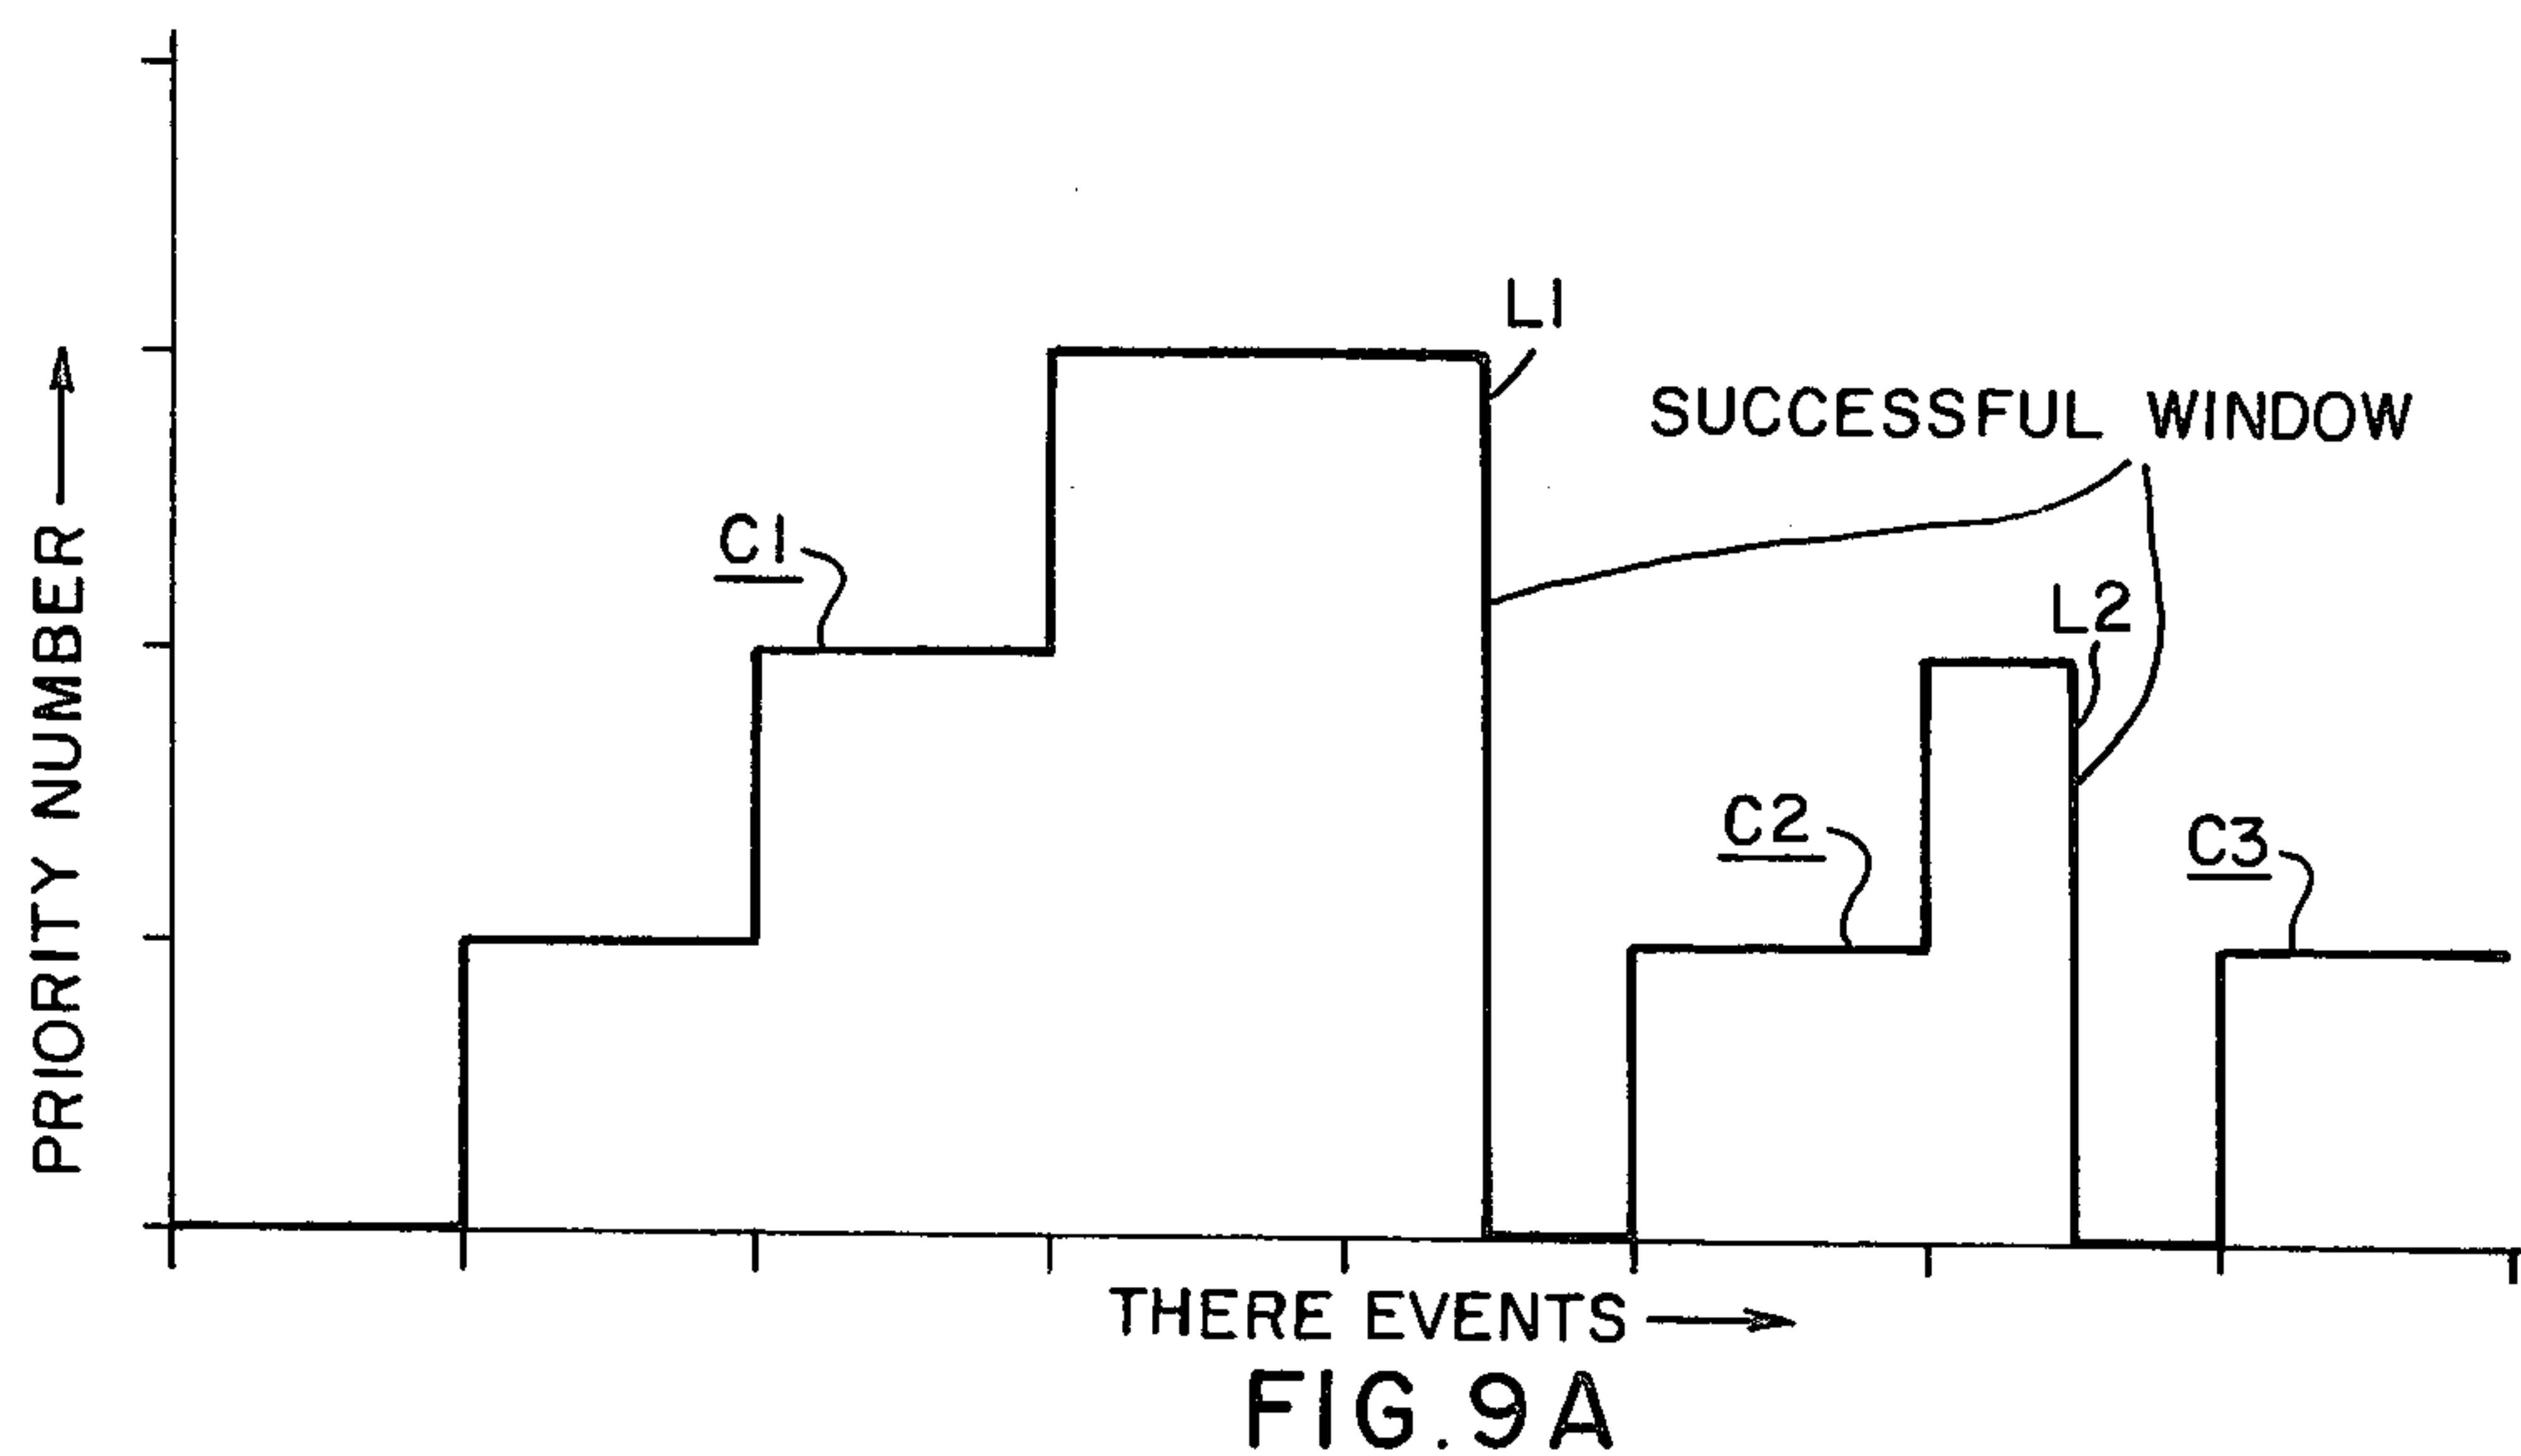 L1
SUCCESSFUL WINDOW
C1
L2
C2
C3
PRIORITY NUMBER
THERE EVENTS
FIG.9A